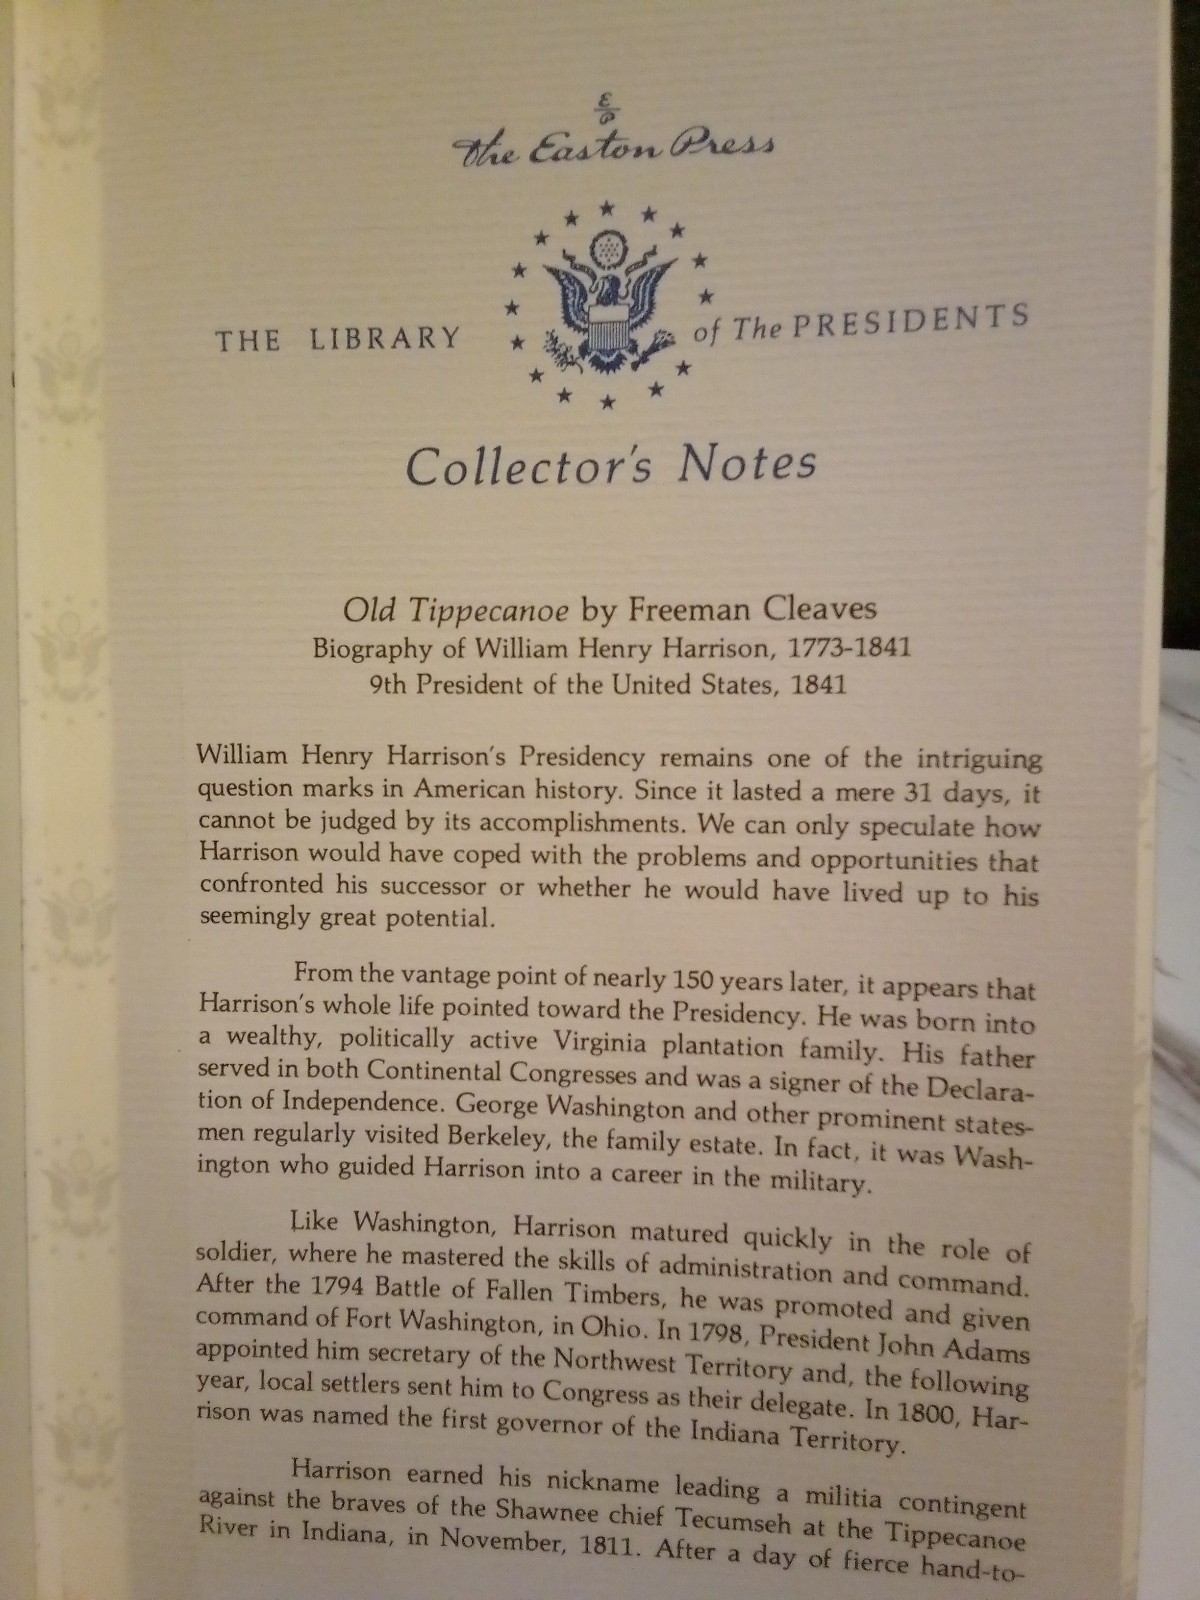 E
P
The Easton Press
THE LIBRARY of The PRESIDENTS
Collector's Notes
Old Tippecanoe by Freeman Cleaves
Biography of William Henry Harrison, 1773-1841
9th President of the United States, 1841
William Henry Harrison's Presidency remains one of the intriguing
question marks in American history. Since it lasted a mere 31 days, it
cannot be judged by its accomplishments. We can only speculate how
Harrison would have coped with the problems and opportunities that
confronted his successor or whether he would have lived up to his
seemingly great potential.
From the vantage point of nearly 150 years later, it appears that
Harrison's whole life pointed toward the Presidency. He was born into
a wealthy, politically active Virginia plantation family. His father
served in both Continental Congresses and was a signer of the Declara-
tion of Independence. George Washington and other prominent states-
men regularly visited Berkeley, the family estate. In fact, it was Wash-
ington who guided Harrison into a career in the military.
Like Washington, Harrison matured quickly in the role of
soldier, where he mastered the skills of administration and command.
After the 1794 Battle of Fallen Timbers, he was promoted and given
command of Fort Washington, in Ohio. In 1798, President John Adams
appointed him secretary of the Northwest Territory and, the following
year, local settlers sent him to Congress as their delegate. In 1800, Har-
rison was named the first governor of the Indiana Territory.
Harrison earned his nickname leading a militia contingent
against the braves of the Shawnee chief Tecumseh at the Tippecanoe
River in Indiana, in November, 1811. After a day of fierce hand-to-